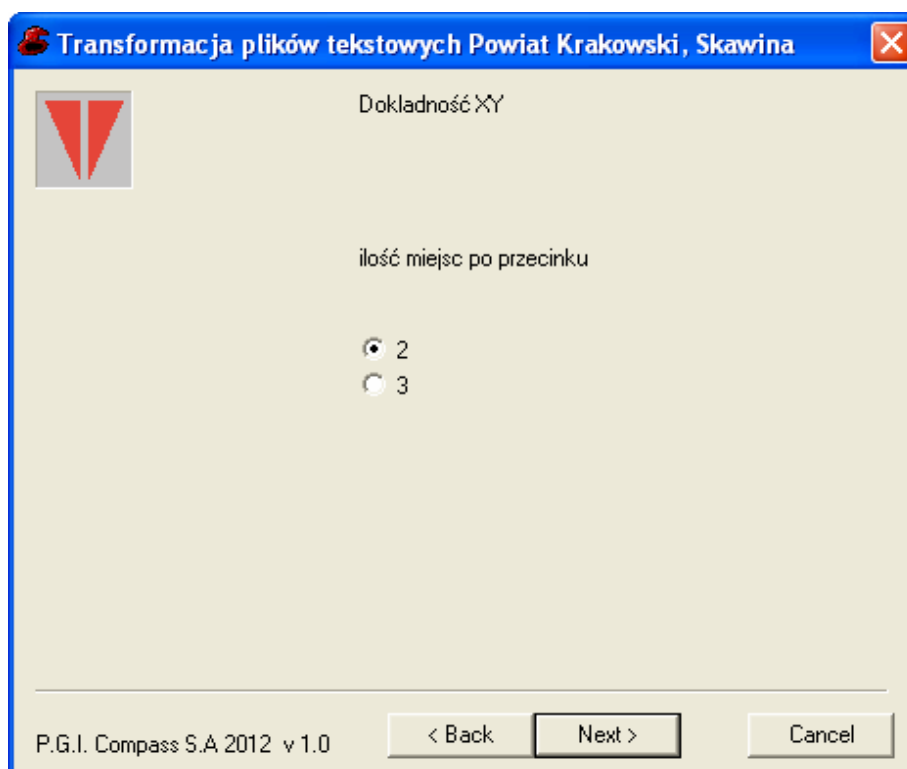 Transformacja plików tekstowych Powiat Krakowski, Skawina
Dokladność XY
ilość miejsc po przecinku
2
3
P.G.I. Compass S.A 2012 v 1.0
< Back
Next >
Cancel